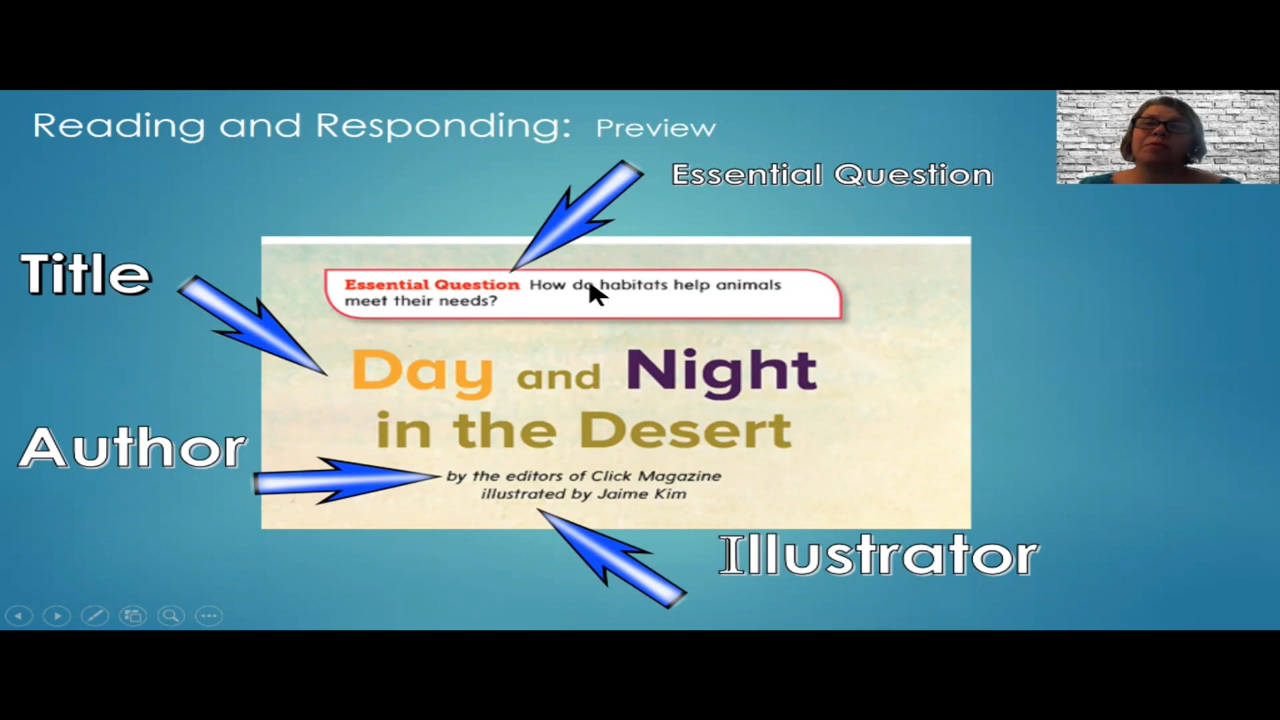 Reading and Responding: Preview
Essential Question
Title
Essential Question How do habitats help animals
meet their needs?
Day and Night
in the Desert
Author
by the editors of Click Magazine
illustrated by Jaime Kim
Illustrator